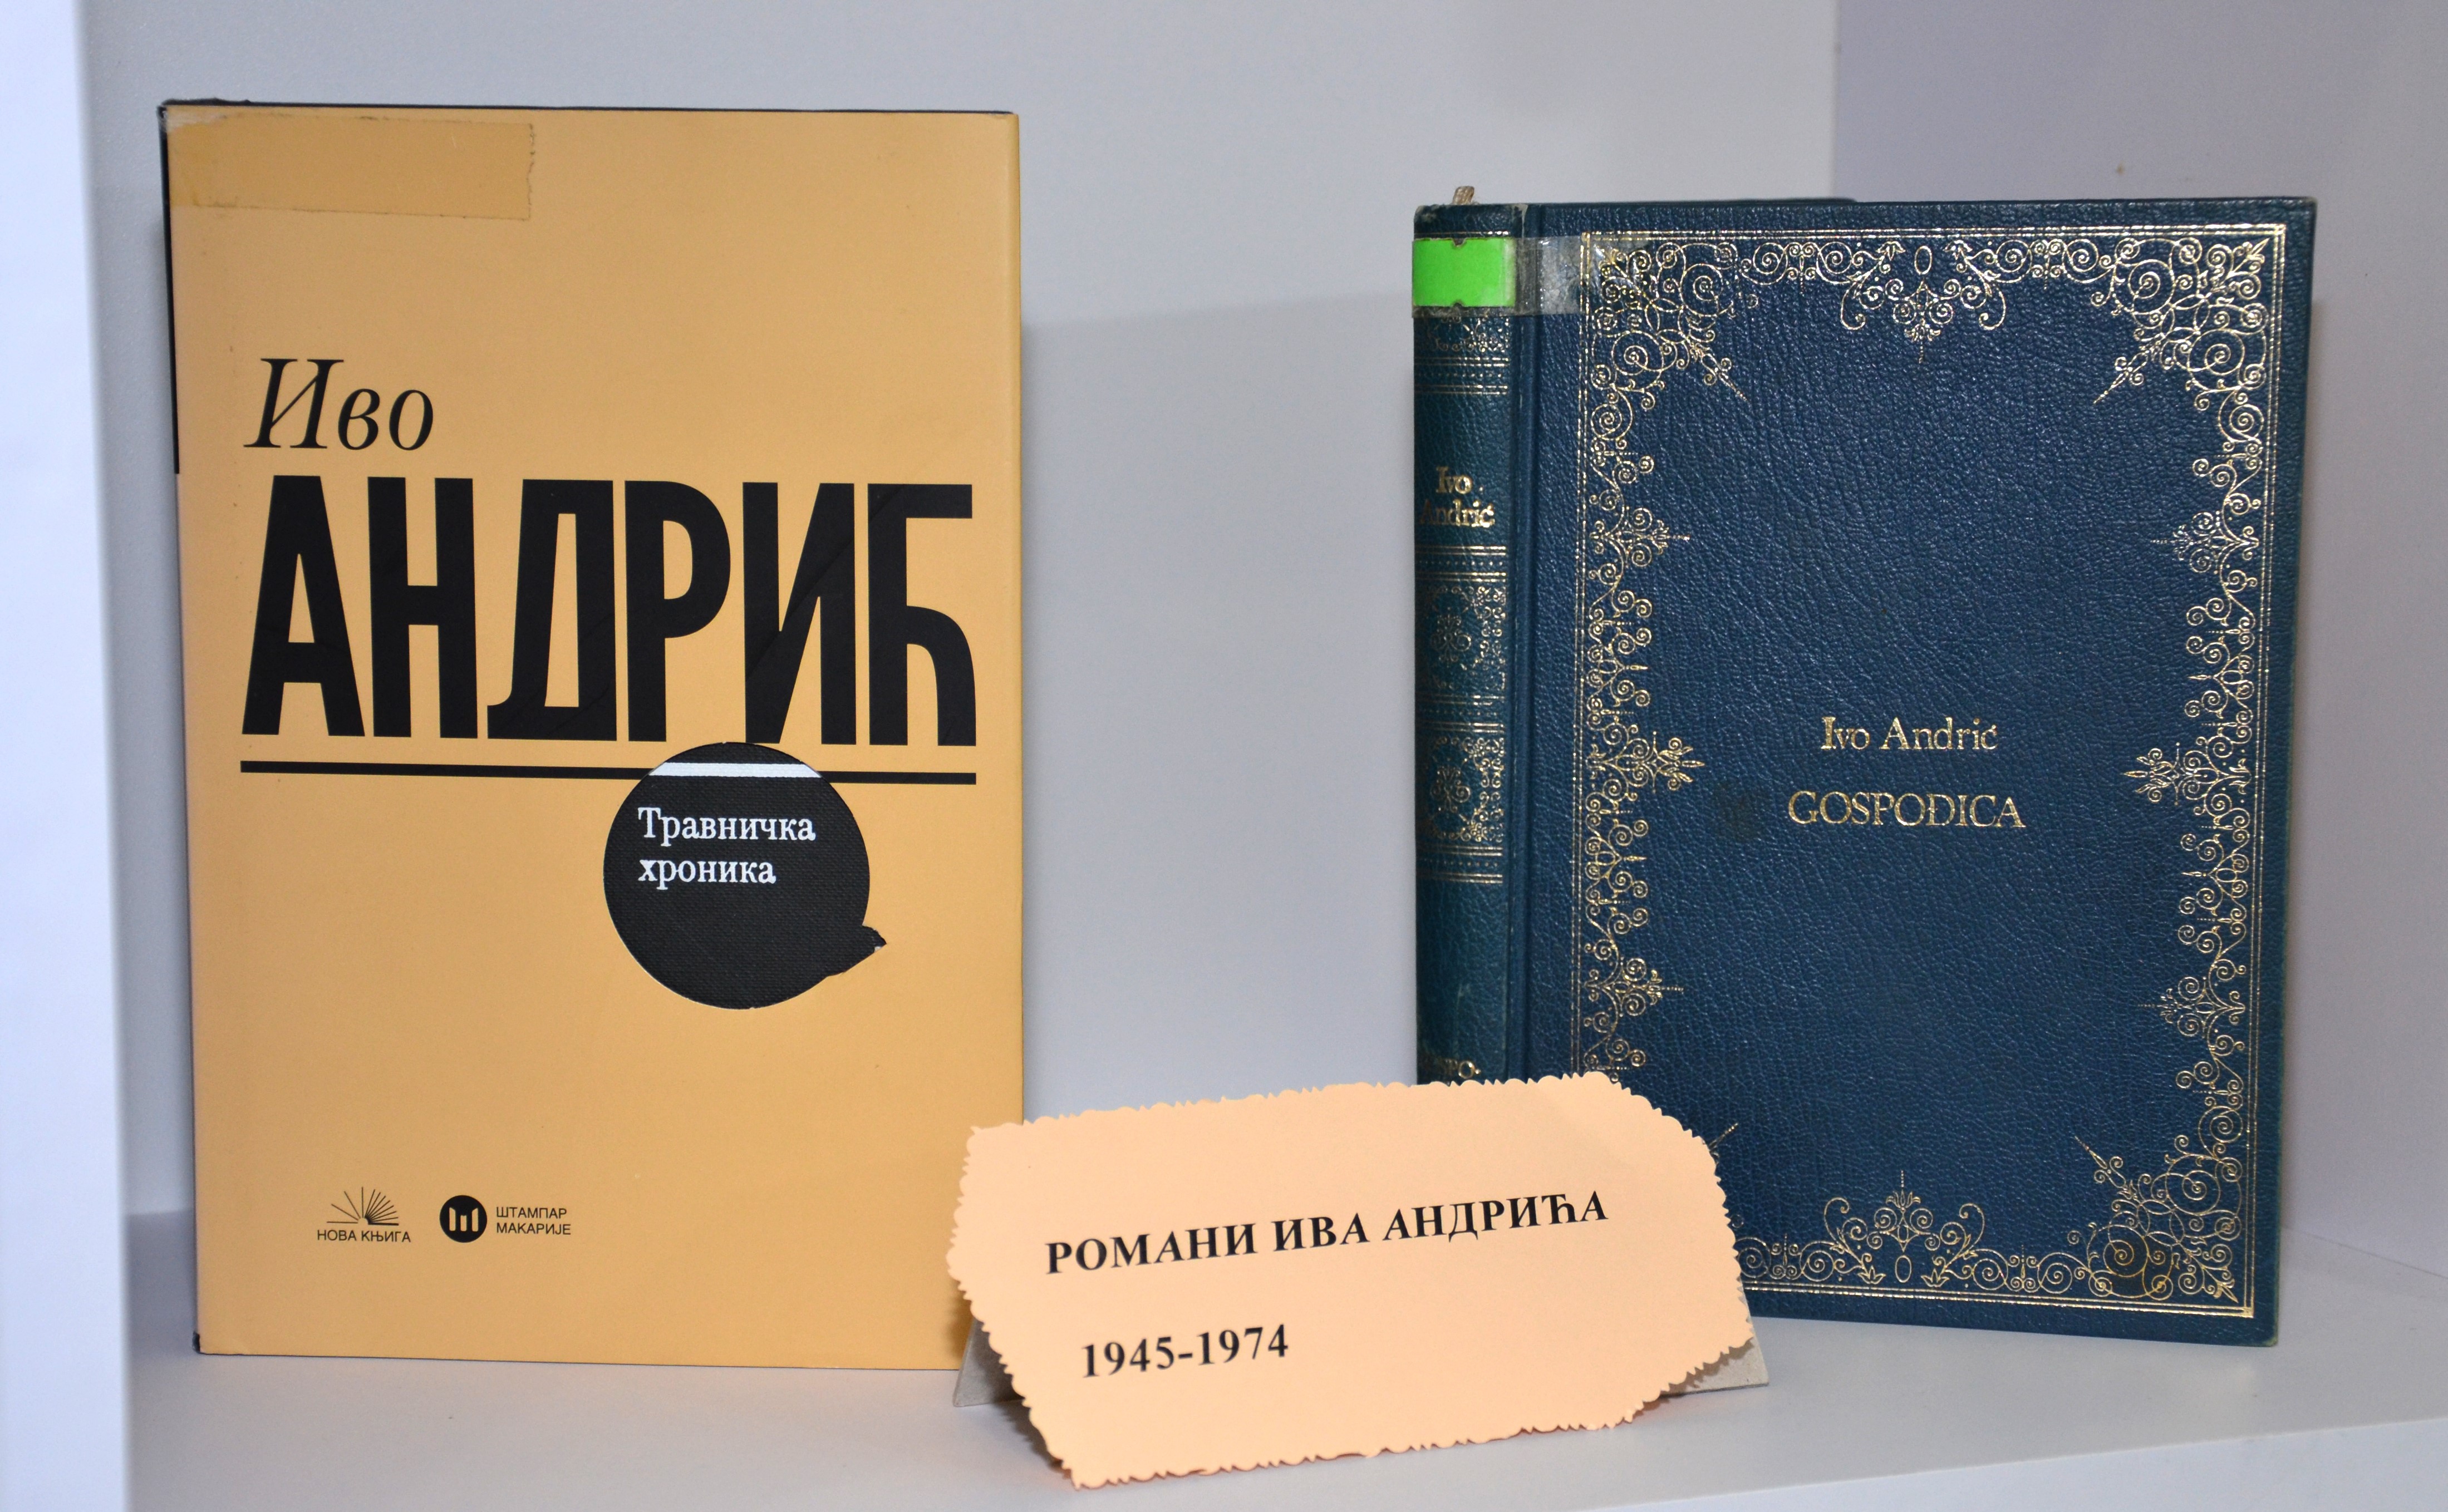 Иво
АНДРИЋ
Травничка
хроника
НОВА КЊИГА
ШТАМПАР
МАКАРИЈЕ
Ivo
Andrić
Ivo Andrić
GOSPOĐICA
РОМАНИ ИВА АНДРИЋА
1945-1974